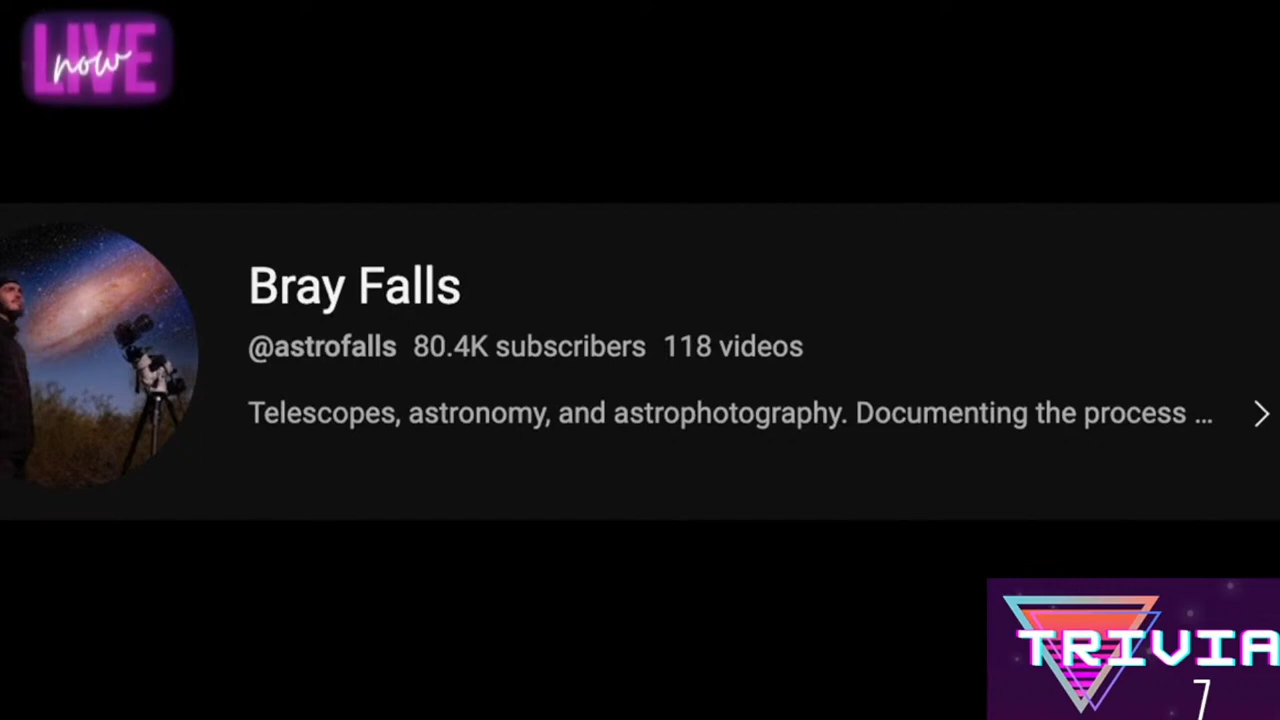 LIVE
now
Bray Falls
@astrofalls 80.4K subscribers 118 videos
Telescopes, astronomy, and astrophotography. Documenting the process ...
TRIVIA
7